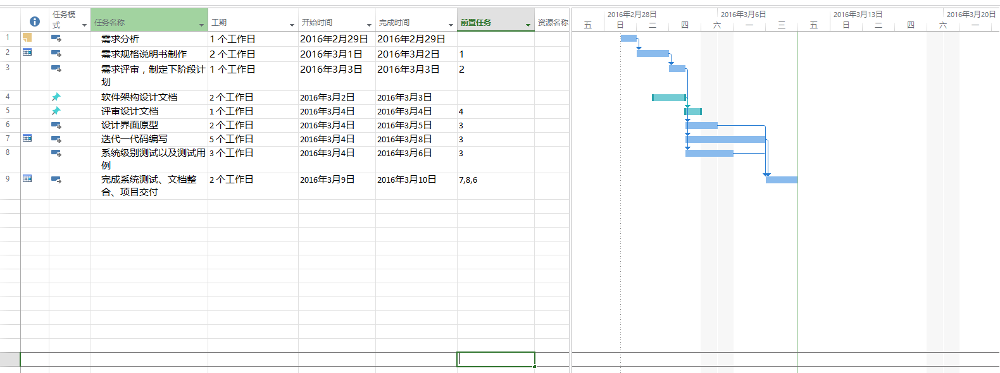 任务模式 任务名称 工期 开始时间 完成时间 前置任务 资源名称
2016年2月28日 2016年3月6日 2016年3月13日 2016年3月20日
五 日 二 四 六 一 三 五 日 二 四 六 一
1 需求分析 1 个工作日 2016年2月29日 2016年2月29日
2 需求规格说明书制作 2 个工作日 2016年3月1日 2016年3月2日 1
3 需求评审，制定下阶段计 1 个工作日 2016年3月3日 2016年3月3日 2
划
4 软件架构设计文档 2 个工作日 2016年3月2日 2016年3月3日
5 评审设计文档 1 个工作日 2016年3月4日 2016年3月4日 4
6 设计界面原型 2 个工作日 2016年3月4日 2016年3月5日 3
7 迭代一代码编写 5 个工作日 2016年3月4日 2016年3月8日 3
8 系统级别测试以及测试用 3 个工作日 2016年3月4日 2016年3月6日 3
例
9 完成系统测试、文档整 2 个工作日 2016年3月9日 2016年3月10日 7,8,6
合、项目交付